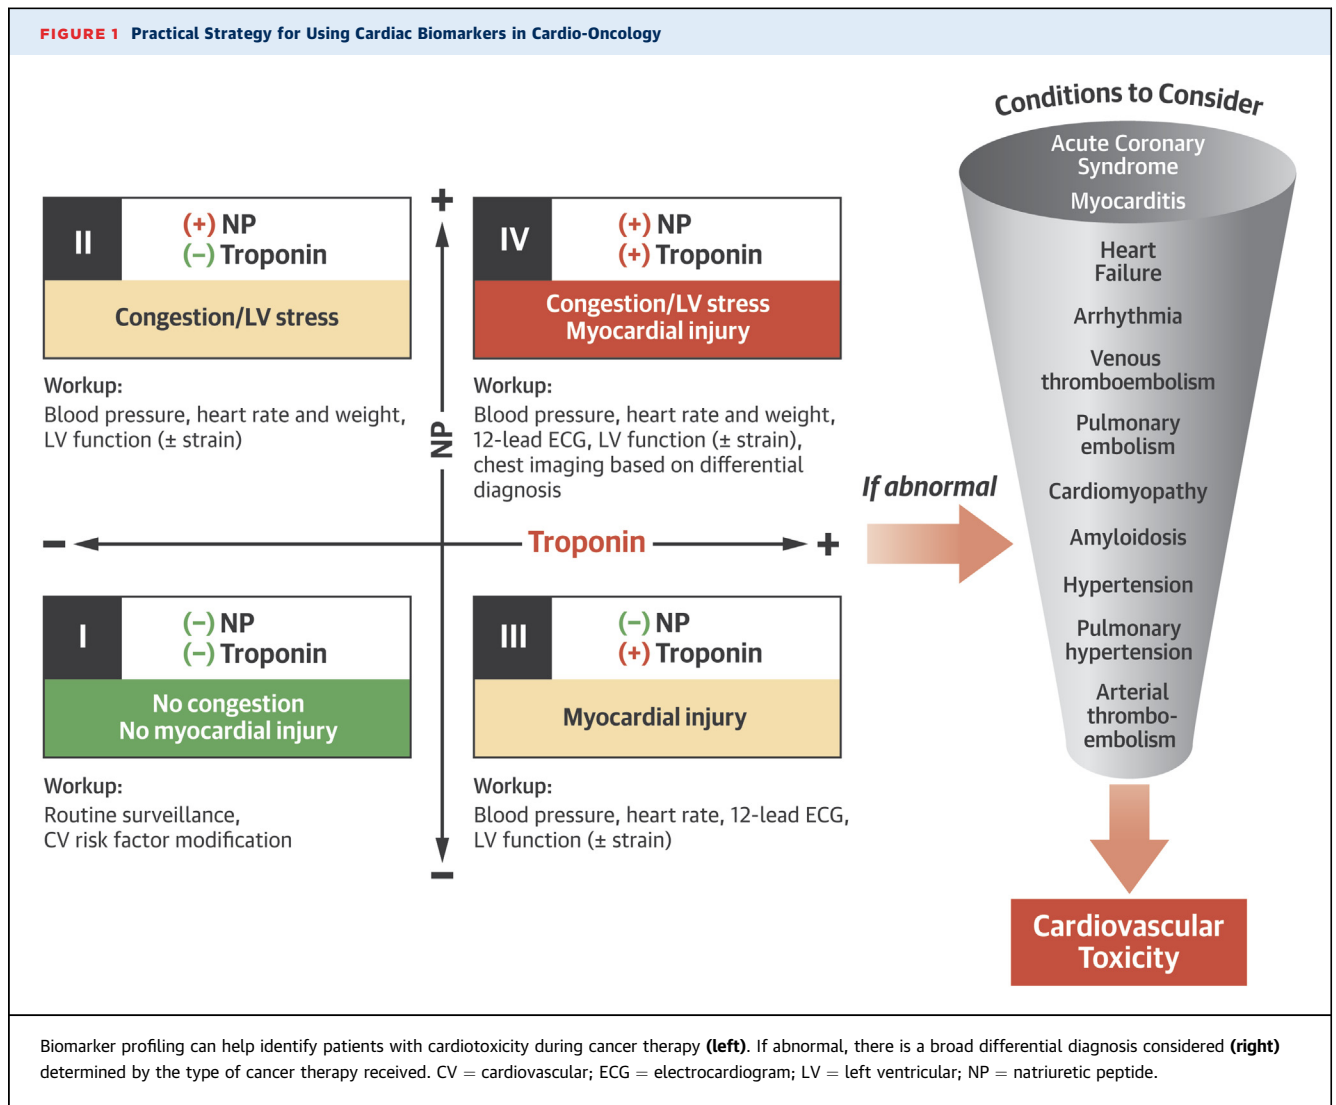 FIGURE 1 Practical Strategy for Using Cardiac Biomarkers in Cardio-Oncology
II
(+) NP
(−) Troponin
Congestion/LV stress
Workup:
Blood pressure, heart rate and weight,
LV function (± strain)
+
NP
−
IV
(+) NP
(+) Troponin
Congestion/LV stress
Myocardial injury
Workup:
Blood pressure, heart rate and weight,
12-lead ECG, LV function (± strain),
chest imaging based on differential
diagnosis
−
Troponin
+
I
(−) NP
(−) Troponin
No congestion
No myocardial injury
Workup:
Routine surveillance,
CV risk factor modification
III
(−) NP
(+) Troponin
Myocardial injury
Workup:
Blood pressure, heart rate, 12-lead ECG,
LV function (± strain)
If abnormal
Conditions to Consider
Acute Coronary
Syndrome
Myocarditis
Heart
Failure
Arrhythmia
Venous
thromboembolism
Pulmonary
embolism
Cardiomyopathy
Amyloidosis
Hypertension
Pulmonary
hypertension
Arterial
thrombo-
embolism
Cardiovascular
Toxicity
Biomarker profiling can help identify patients with cardiotoxicity during cancer therapy (left). If abnormal, there is a broad differential diagnosis considered (right)
determined by the type of cancer therapy received. CV = cardiovascular; ECG = electrocardiogram; LV = left ventricular; NP = natriuretic peptide.